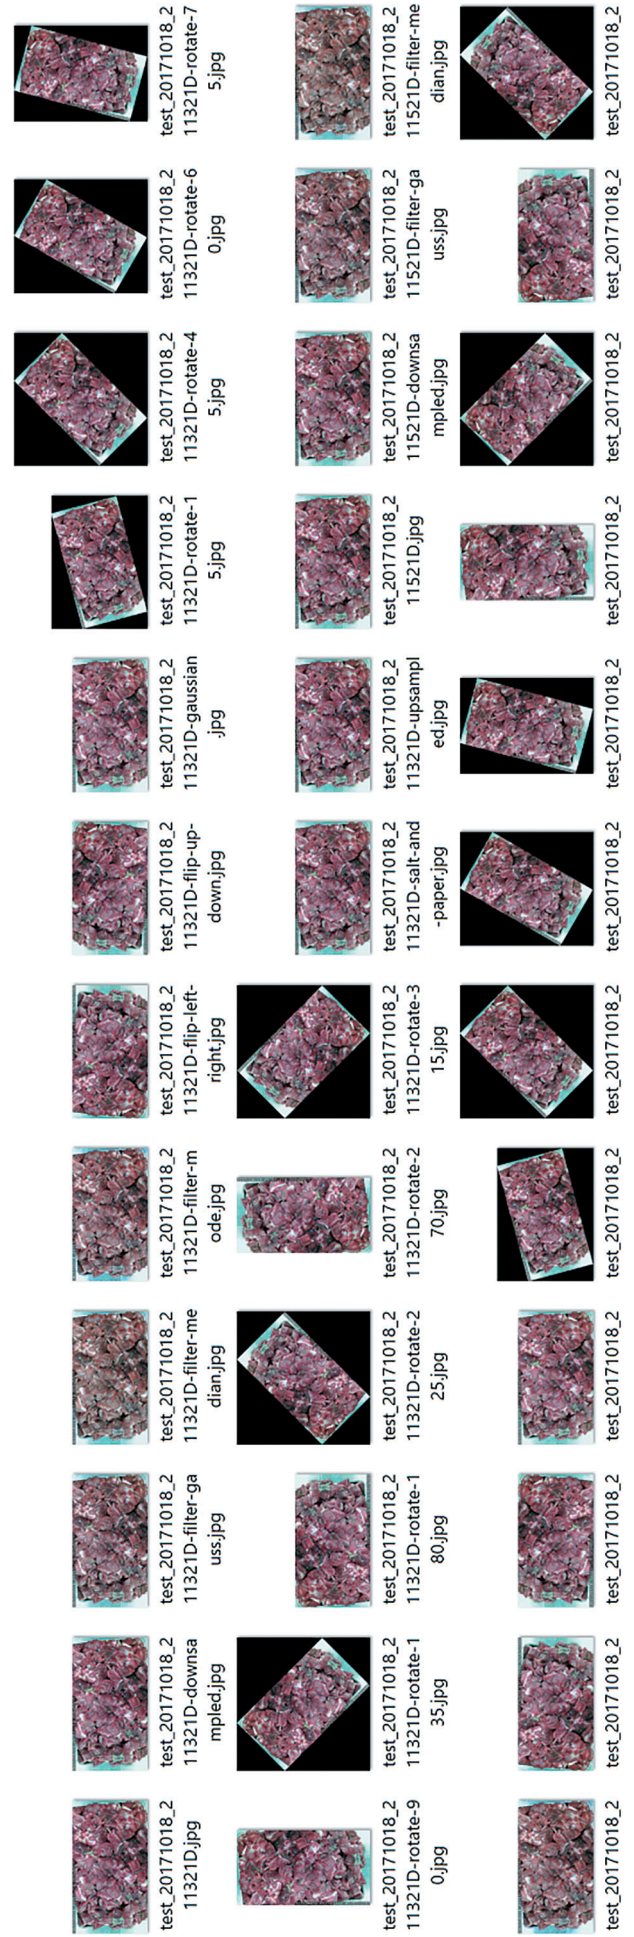 test_20171018_2
11321D.jpg
test_20171018_2
11321D-downsa
mpled.jpg
test_20171018_2
11321D-filter-ga
uss.jpg
test_20171018_2
11321D-filter-me
dian.jpg
test_20171018_2
11321D-filter-m
ode.jpg
test_20171018_2
11321D-flip-left-
right.jpg
test_20171018_2
11321D-flip-up-
down.jpg
test_20171018_2
11321D-gaussian
.jpg
test_20171018_2
11321D-rotate-1
5.jpg
test_20171018_2
11321D-rotate-4
5.jpg
test_20171018_2
11321D-rotate-6
0.jpg
test_20171018_2
11321D-rotate-7
5.jpg
test_20171018_2
11321D-rotate-9
0.jpg
test_20171018_2
11321D-rotate-1
35.jpg
test_20171018_2
11321D-rotate-1
80.jpg
test_20171018_2
11321D-rotate-2
25.jpg
test_20171018_2
11321D-rotate-2
70.jpg
test_20171018_2
11321D-rotate-3
15.jpg
test_20171018_2
11321D-salt-and
-paper.jpg
test_20171018_2
11321D-upsampl
ed.jpg
test_20171018_2
11521D.jpg
test_20171018_2
11521D-downsa
mpled.jpg
test_20171018_2
11521D-filter-ga
uss.jpg
test_20171018_2
11521D-filter-me
dian.jpg
test_20171018_2
test_20171018_2
test_20171018_2
test_20171018_2
test_20171018_2
test_20171018_2
test_20171018_2
test_20171018_2
test_20171018_2
test_20171018_2
test_20171018_2
test_20171018_2